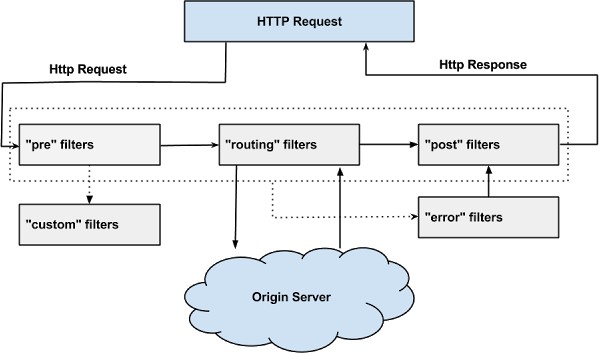 HTTP Request
Http Request
Http Response
"pre" filters
"routing" filters
"post" filters
"custom" filters
"error" filters
Origin Server